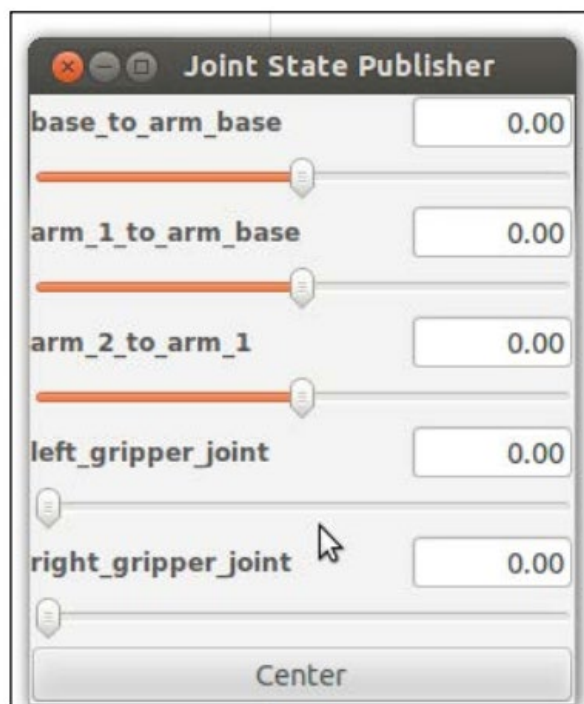 Joint State Publisher
base_to_arm_base 0.00
arm_1_to_arm_base 0.00
arm_2_to_arm_1 0.00
left_gripper_joint 0.00
right_gripper_joint 0.00
Center